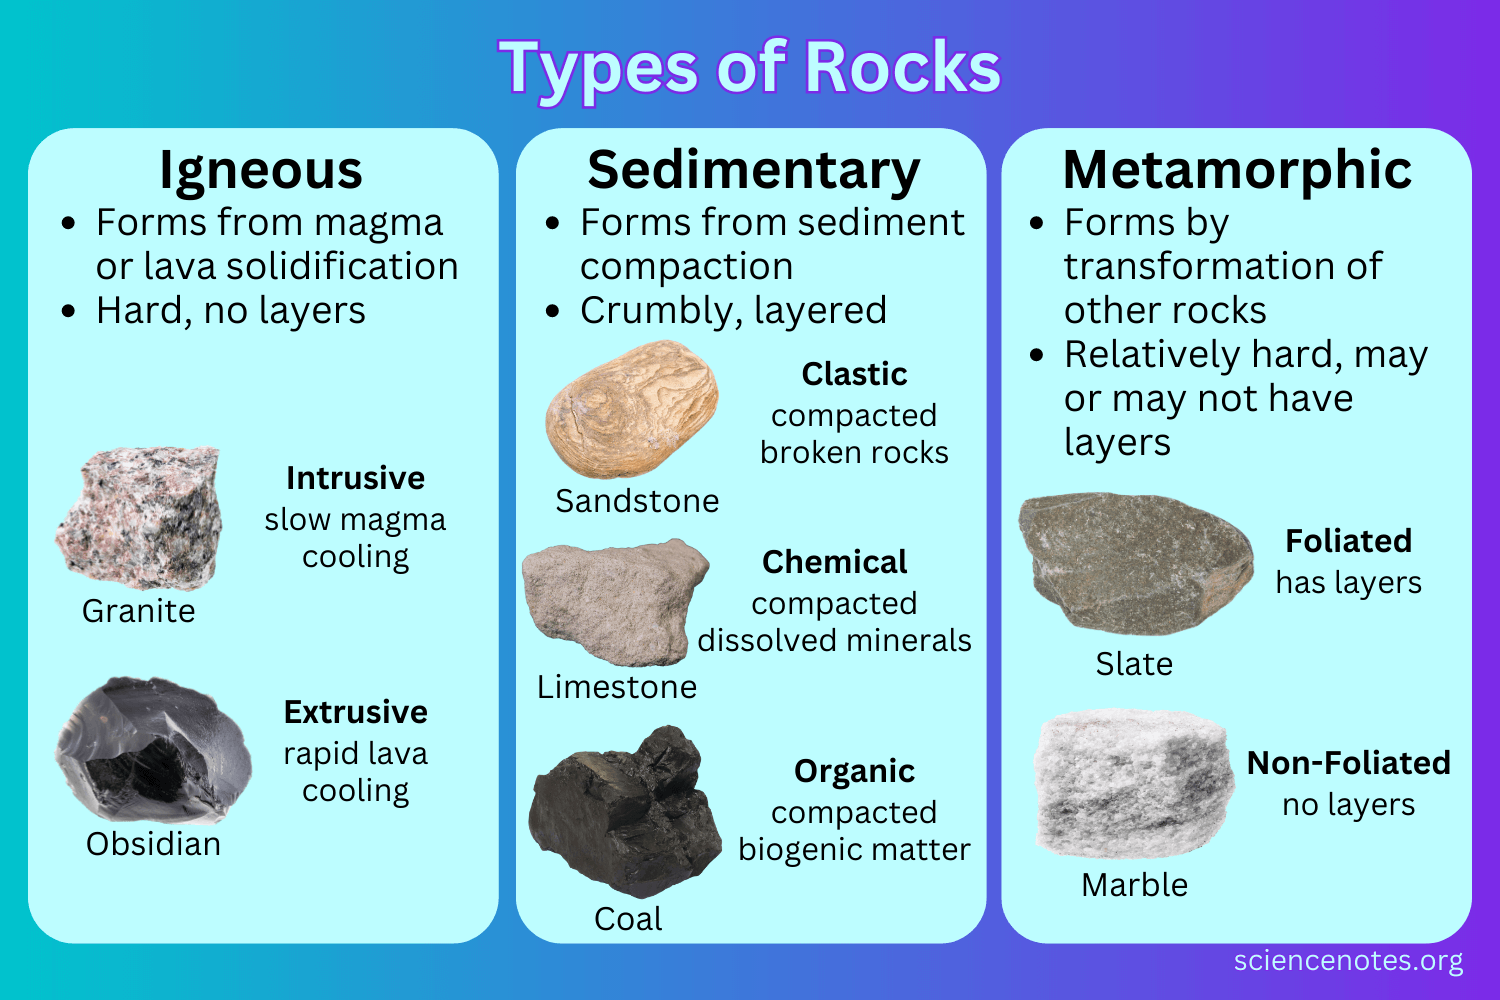 Types of Rocks
Igneous
• Forms from magma
or lava solidification
• Hard, no layers
Intrusive
slow magma
cooling
Granite
Extrusive
rapid lava
cooling
Obsidian
Sedimentary
• Forms from sediment
compaction
• Crumbly, layered
Clastic
compacted
broken rocks
Sandstone
Chemical
compacted
dissolved minerals
Limestone
Organic
compacted
biogenic matter
Coal
Metamorphic
• Forms by
transformation of
other rocks
• Relatively hard, may
or may not have
layers
Foliated
has layers
Slate
Non-Foliated
no layers
Marble
sciencenotes.org